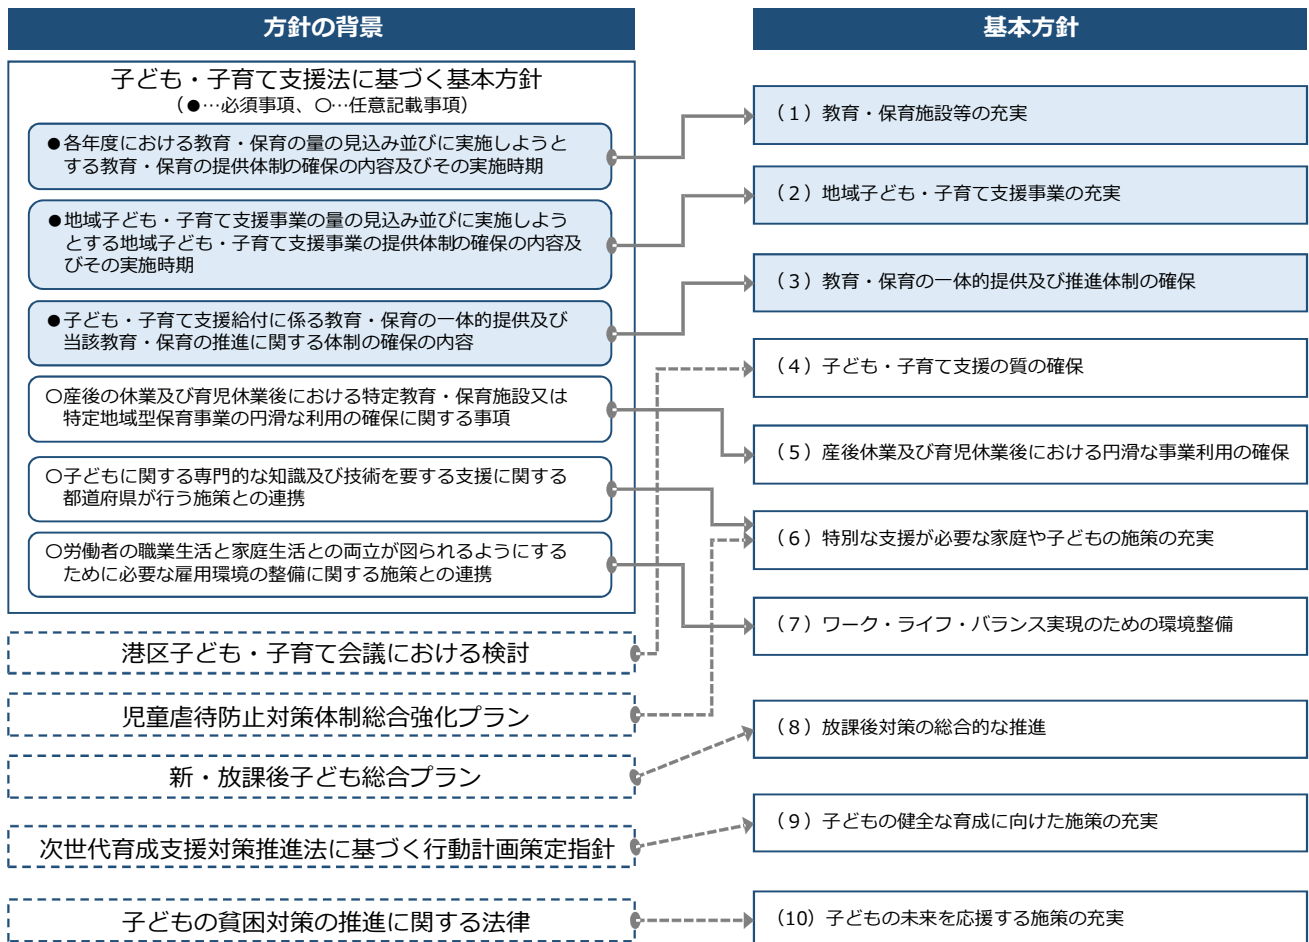 方針の背景
子ども・子育て支援法に基づく基本方針
（●…必須事項、○…任意記載事項）
●各年度における教育・保育の量の見込み並びに実施しようと
する教育・保育の提供体制の確保の内容及びその実施時期
●地域子ども・子育て支援事業の量の見込み並びに実施しよう
とする地域子ども・子育て支援事業の提供体制の確保の内容及
びその実施時期
●子ども・子育て支援給付に係る教育・保育の一体的提供及び
当該教育・保育の推進に関する体制の確保の内容
○産後の休業及び育児休業後における特定教育・保育施設又は
特定地域型保育事業の円滑な利用の確保に関する事項
○子どもに関する専門的な知識及び技術を要する支援に関する
都道府県が行う施策との連携
○労働者の職業生活と家庭生活との両立が図られるようにする
ために必要な雇用環境の整備に関する施策との連携
港区子ども・子育て会議における検討
児童虐待防止対策体制総合強化プラン
新・放課後子ども総合プラン
次世代育成支援対策推進法に基づく行動計画策定指針
子どもの貧困対策の推進に関する法律
基本方針
（１）教育・保育施設等の充実
（２）地域子ども・子育て支援事業の充実
（３）教育・保育の一体的提供及び推進体制の確保
（４）子ども・子育て支援の質の確保
（５）産後休業及び育児休業後における円滑な事業利用の確保
（６）特別な支援が必要な家庭や子どもの施策の充実
（７）ワーク・ライフ・バランス実現のための環境整備
（８）放課後対策の総合的な推進
（９）子どもの健全な育成に向けた施策の充実
（10）子どもの未来を応援する施策の充実